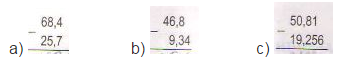 68,4 46,8 50,81
− − −
a) 25,7 b) 9,34 c) 19,256